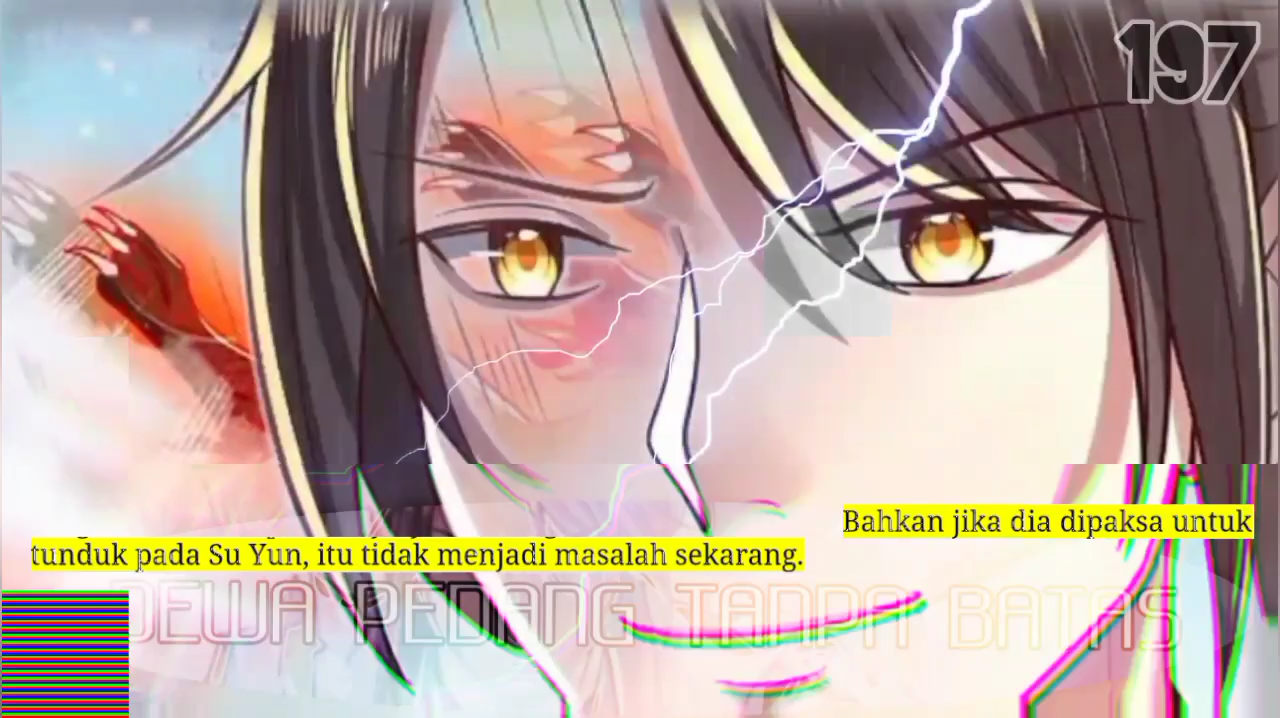 197
Bahkan jika dia dipaksa untuk
tunduk pada Su Yun, itu tidak menjadi masalah sekarang.
DEWA PEDANG TANPA BATAS